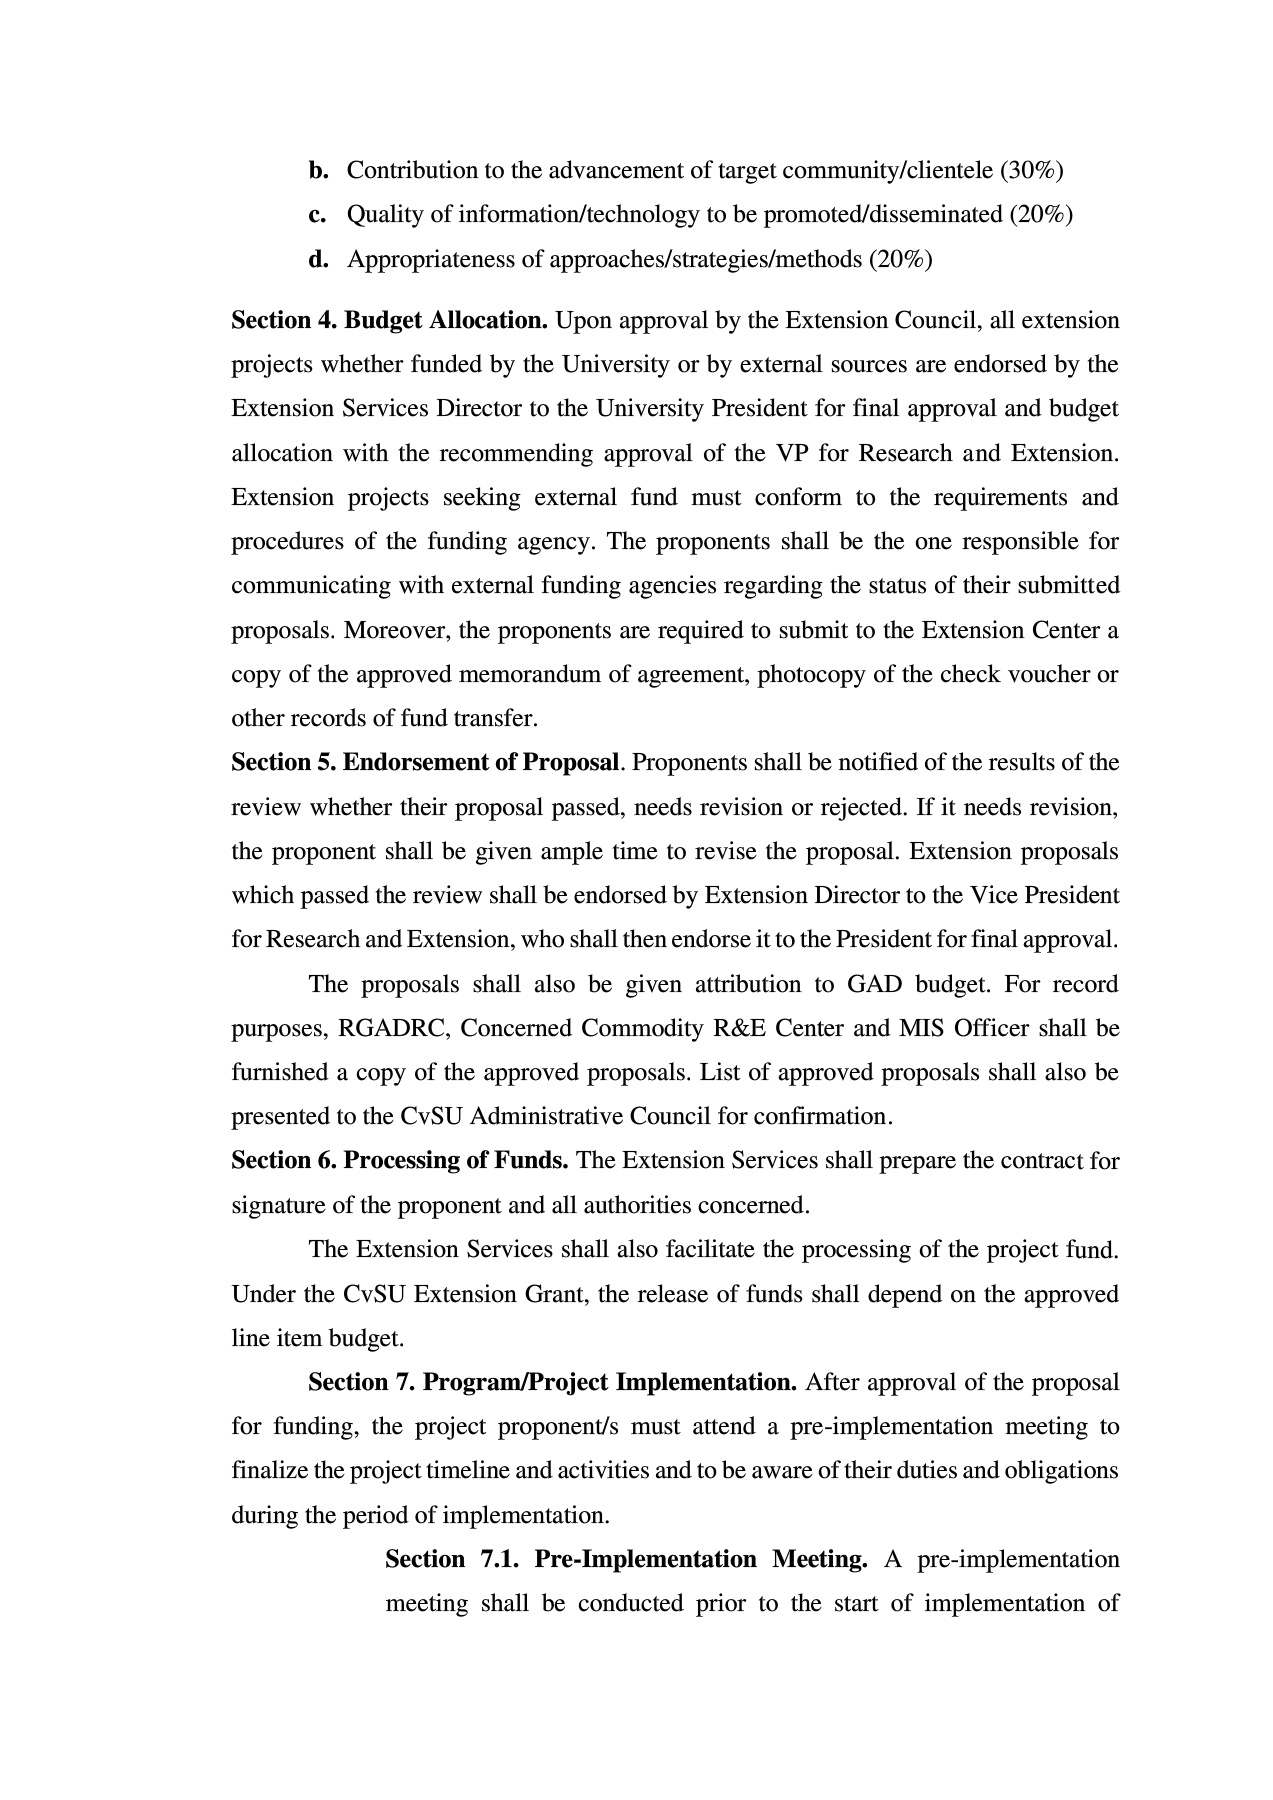 b. Contribution to the advancement of target community/clientele (30%)
c. Quality of information/technology to be promoted/disseminated (20%)
d. Appropriateness of approaches/strategies/methods (20%)
Section 4. Budget Allocation. Upon approval by the Extension Council, all extension
projects whether funded by the University or by external sources are endorsed by the
Extension Services Director to the University President for final approval and budget
allocation with the recommending approval of the VP for Research and Extension.
Extension projects seeking external fund must conform to the requirements and
procedures of the funding agency. The proponents shall be the one responsible for
communicating with external funding agencies regarding the status of their submitted
proposals. Moreover, the proponents are required to submit to the Extension Center a
copy of the approved memorandum of agreement, photocopy of the check voucher or
other records of fund transfer.
Section 5. Endorsement of Proposal. Proponents shall be notified of the results of the
review whether their proposal passed, needs revision or rejected. If it needs revision,
the proponent shall be given ample time to revise the proposal. Extension proposals
which passed the review shall be endorsed by Extension Director to the Vice President
for Research and Extension, who shall then endorse it to the President for final approval.
The proposals shall also be given attribution to GAD budget. For record
purposes, RGADRC, Concerned Commodity R&E Center and MIS Officer shall be
furnished a copy of the approved proposals. List of approved proposals shall also be
presented to the CvSU Administrative Council for confirmation.
Section 6. Processing of Funds. The Extension Services shall prepare the contract for
signature of the proponent and all authorities concerned.
The Extension Services shall also facilitate the processing of the project fund.
Under the CvSU Extension Grant, the release of funds shall depend on the approved
line item budget.
Section 7. Program/Project Implementation. After approval of the proposal
for funding, the project proponent/s must attend a pre-implementation meeting to
finalize the project timeline and activities and to be aware of their duties and obligations
during the period of implementation.
Section 7.1. Pre-Implementation Meeting. A pre-implementation
meeting shall be conducted prior to the start of implementation of